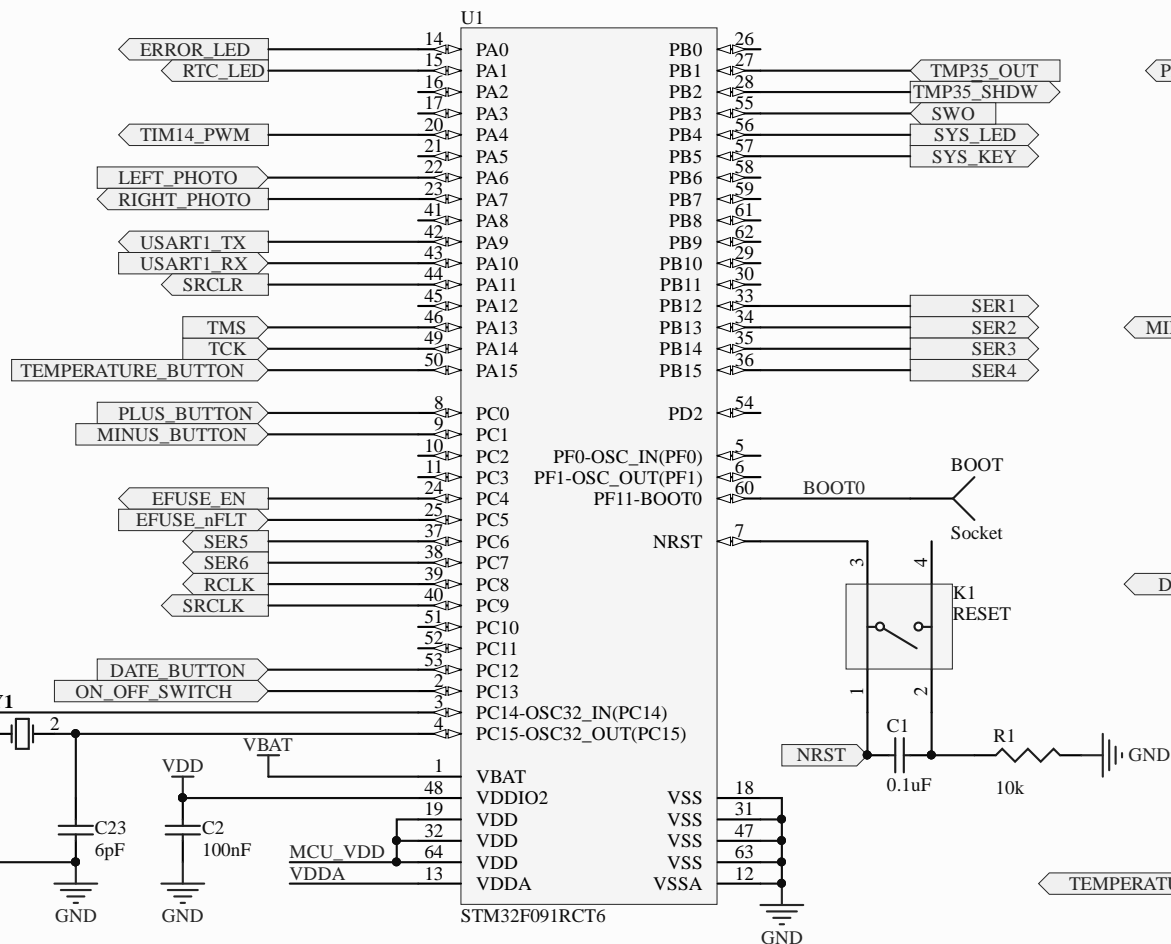 U1
ERROR_LED 14 PA0 PB0 26
RTC_LED 15 PA1 PB1 27 TMP35_OUT
16 PA2 PB2 28 TMP35_SHDW
17 PA3 PB3 55 SWO
TIM14_PWM 20 PA4 PB4 56 SYS_LED
21 PA5 PB5 57 SYS_KEY
LEFT_PHOTO 22 PA6 PB6 58
RIGHT_PHOTO 23 PA7 PB7 59
41 PA8 PB8 61
USART1_TX 42 PA9 PB9 62
USART1_RX 43 PA10 PB10 29
SRCLR 44 PA11 PB11 30
45 PA12 PB12 33 SER1
TMS 46 PA13 PB13 34 SER2
TCK 49 PA14 PB14 35 SER3
TEMPERATURE_BUTTON 50 PA15 PB15 36 SER4
PLUS_BUTTON 8 PC0 PD2 54
MINUS_BUTTON 9 PC1
10 PC2 PF0-OSC_IN(PF0) 5
11 PC3 PF1-OSC_OUT(PF1) 6
EFUSE_EN 24 PC4 PF11-BOOT0 60 BOOT0 BOOT
Socket
EFUSE_nFLT 25 PC5
SER5 37 PC6 NRST 7
SER6 38 PC7
RCLK 39 PC8
SRCLK 40 PC9
51 PC10
52 PC11
DATE_BUTTON 53 PC12
ON_OFF_SWITCH 2 PC13
3 PC14-OSC32_IN(PC14)
2 4 PC15-OSC32_OUT(PC15)
3 4
K1
RESET
1 2
C1
0.1uF
NRST
R1
10k
GND
VBAT 1 VBAT
VDD 48 VDDIO2 VSS 18
19 VDD VSS 31
32 VDD VSS 47
MCU_VDD 64 VDD VSS 63
VDDA 13 VDDA VSSA 12
C23
6pF
GND
C2
100nF
GND
STM32F091RCT6
GND